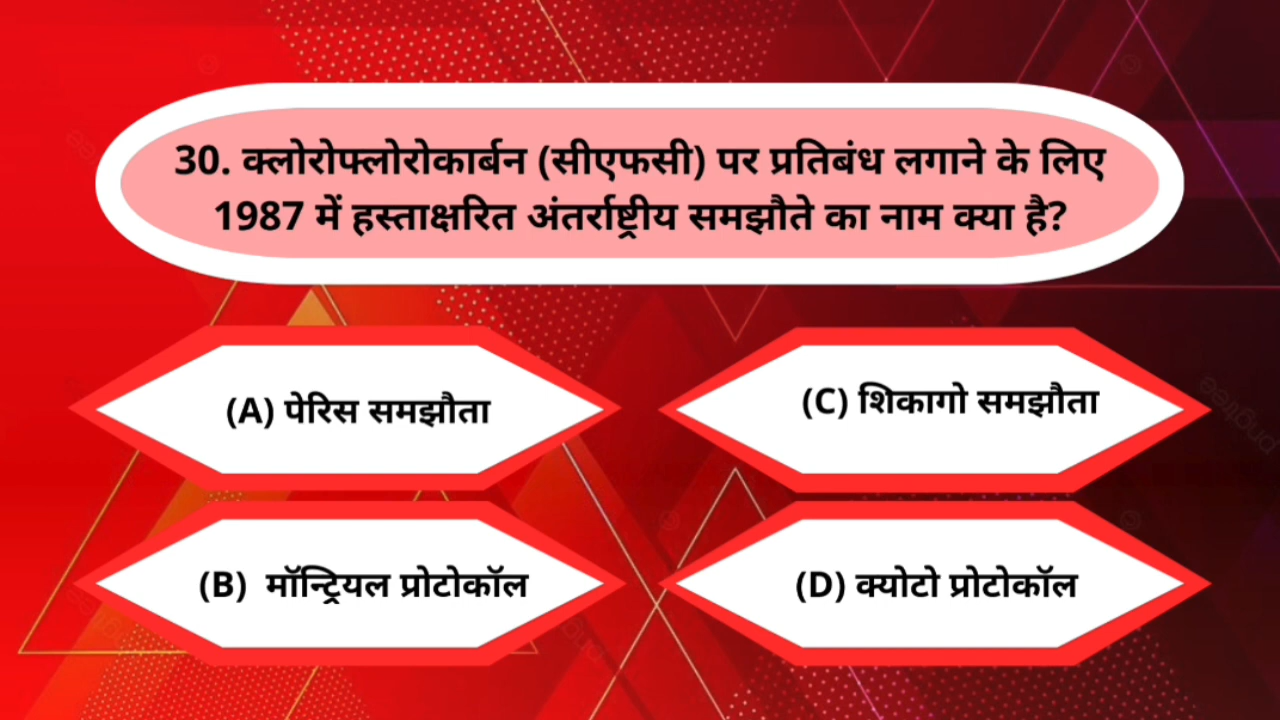 30. क्लोरोफ्लोरोकार्बन (सीएफसी) पर प्रतिबंध लगाने के लिए
1987 में हस्ताक्षरित अंतर्राष्ट्रीय समझौते का नाम क्या है?
(A) पेरिस समझौता
(B) मॉन्ट्रियल प्रोटोकॉल
(C) शिकागो समझौता
(D) क्योटो प्रोटोकॉल